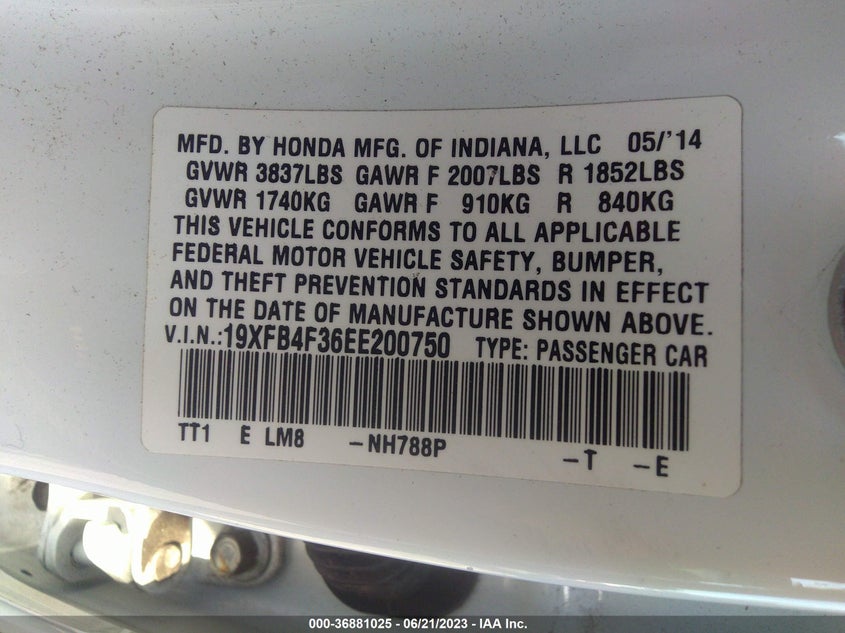 MFD. BY HONDA MFG. OF INDIANA, LLC 05/'14
GVWR 3837LBS GAWR F 2007LBS R 1852LBS
GVWR 1740KG GAWR F 910KG R 840KG
THIS VEHICLE CONFORMS TO ALL APPLICABLE
FEDERAL MOTOR VEHICLE SAFETY, BUMPER,
AND THEFT PREVENTION STANDARDS IN EFFECT
ON THE DATE OF MANUFACTURE SHOWN ABOVE.
V.I.N.:19XFB4F36EE200750 TYPE: PASSENGER CAR
TT1 E LM8 -NH788P -T -E
000-36881025 - 06/21/2023 - IAA Inc.